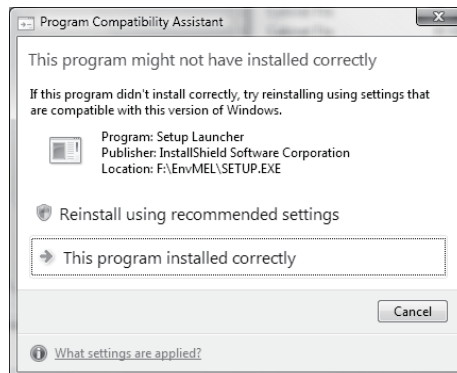 Program Compatibility Assistant
This program might not have installed correctly
If this program didn't install correctly, try reinstalling using settings that
are compatible with this version of Windows.
Program: Setup Launcher
Publisher: InstallShield Software Corporation
Location: F:\EnvMEL\SETUP.EXE
Reinstall using recommended settings
This program installed correctly
Cancel
What settings are applied?